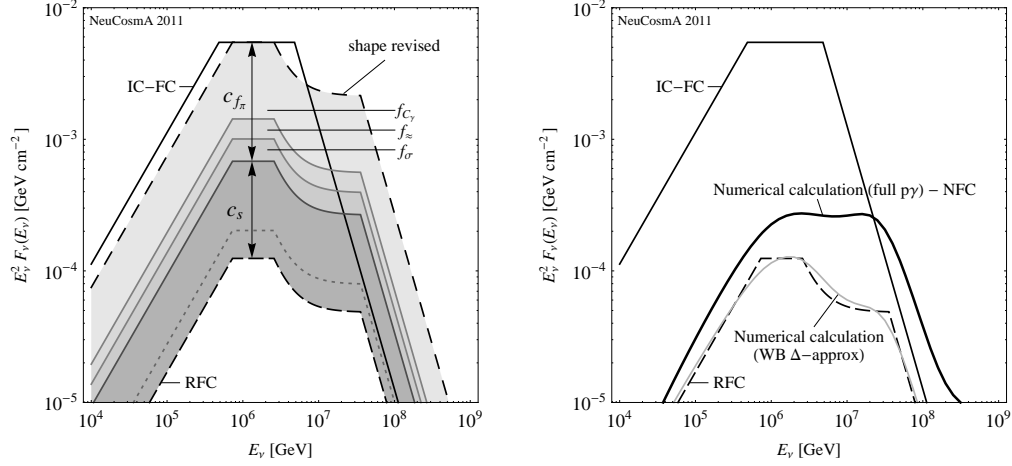 NeuCosmA 2011
shape revised
IC−FC
c_{f_π}
f_{C_γ}
f_≈
f_σ
c_s
RFC
10^{-2}
10^{-3}
10^{-4}
10^{-5}
E_ν^2 F_ν(E_ν) [GeV cm^{-2}]
10^4 10^5 10^6 10^7 10^8 10^9
E_ν [GeV]
NeuCosmA 2011
IC−FC
Numerical calculation (full pγ) − NFC
Numerical calculation
(WB Δ−approx)
RFC
10^{-2}
10^{-3}
10^{-4}
10^{-5}
E_ν^2 F_ν(E_ν) [GeV cm^{-2}]
10^4 10^5 10^6 10^7 10^8 10^9
E_ν [GeV]